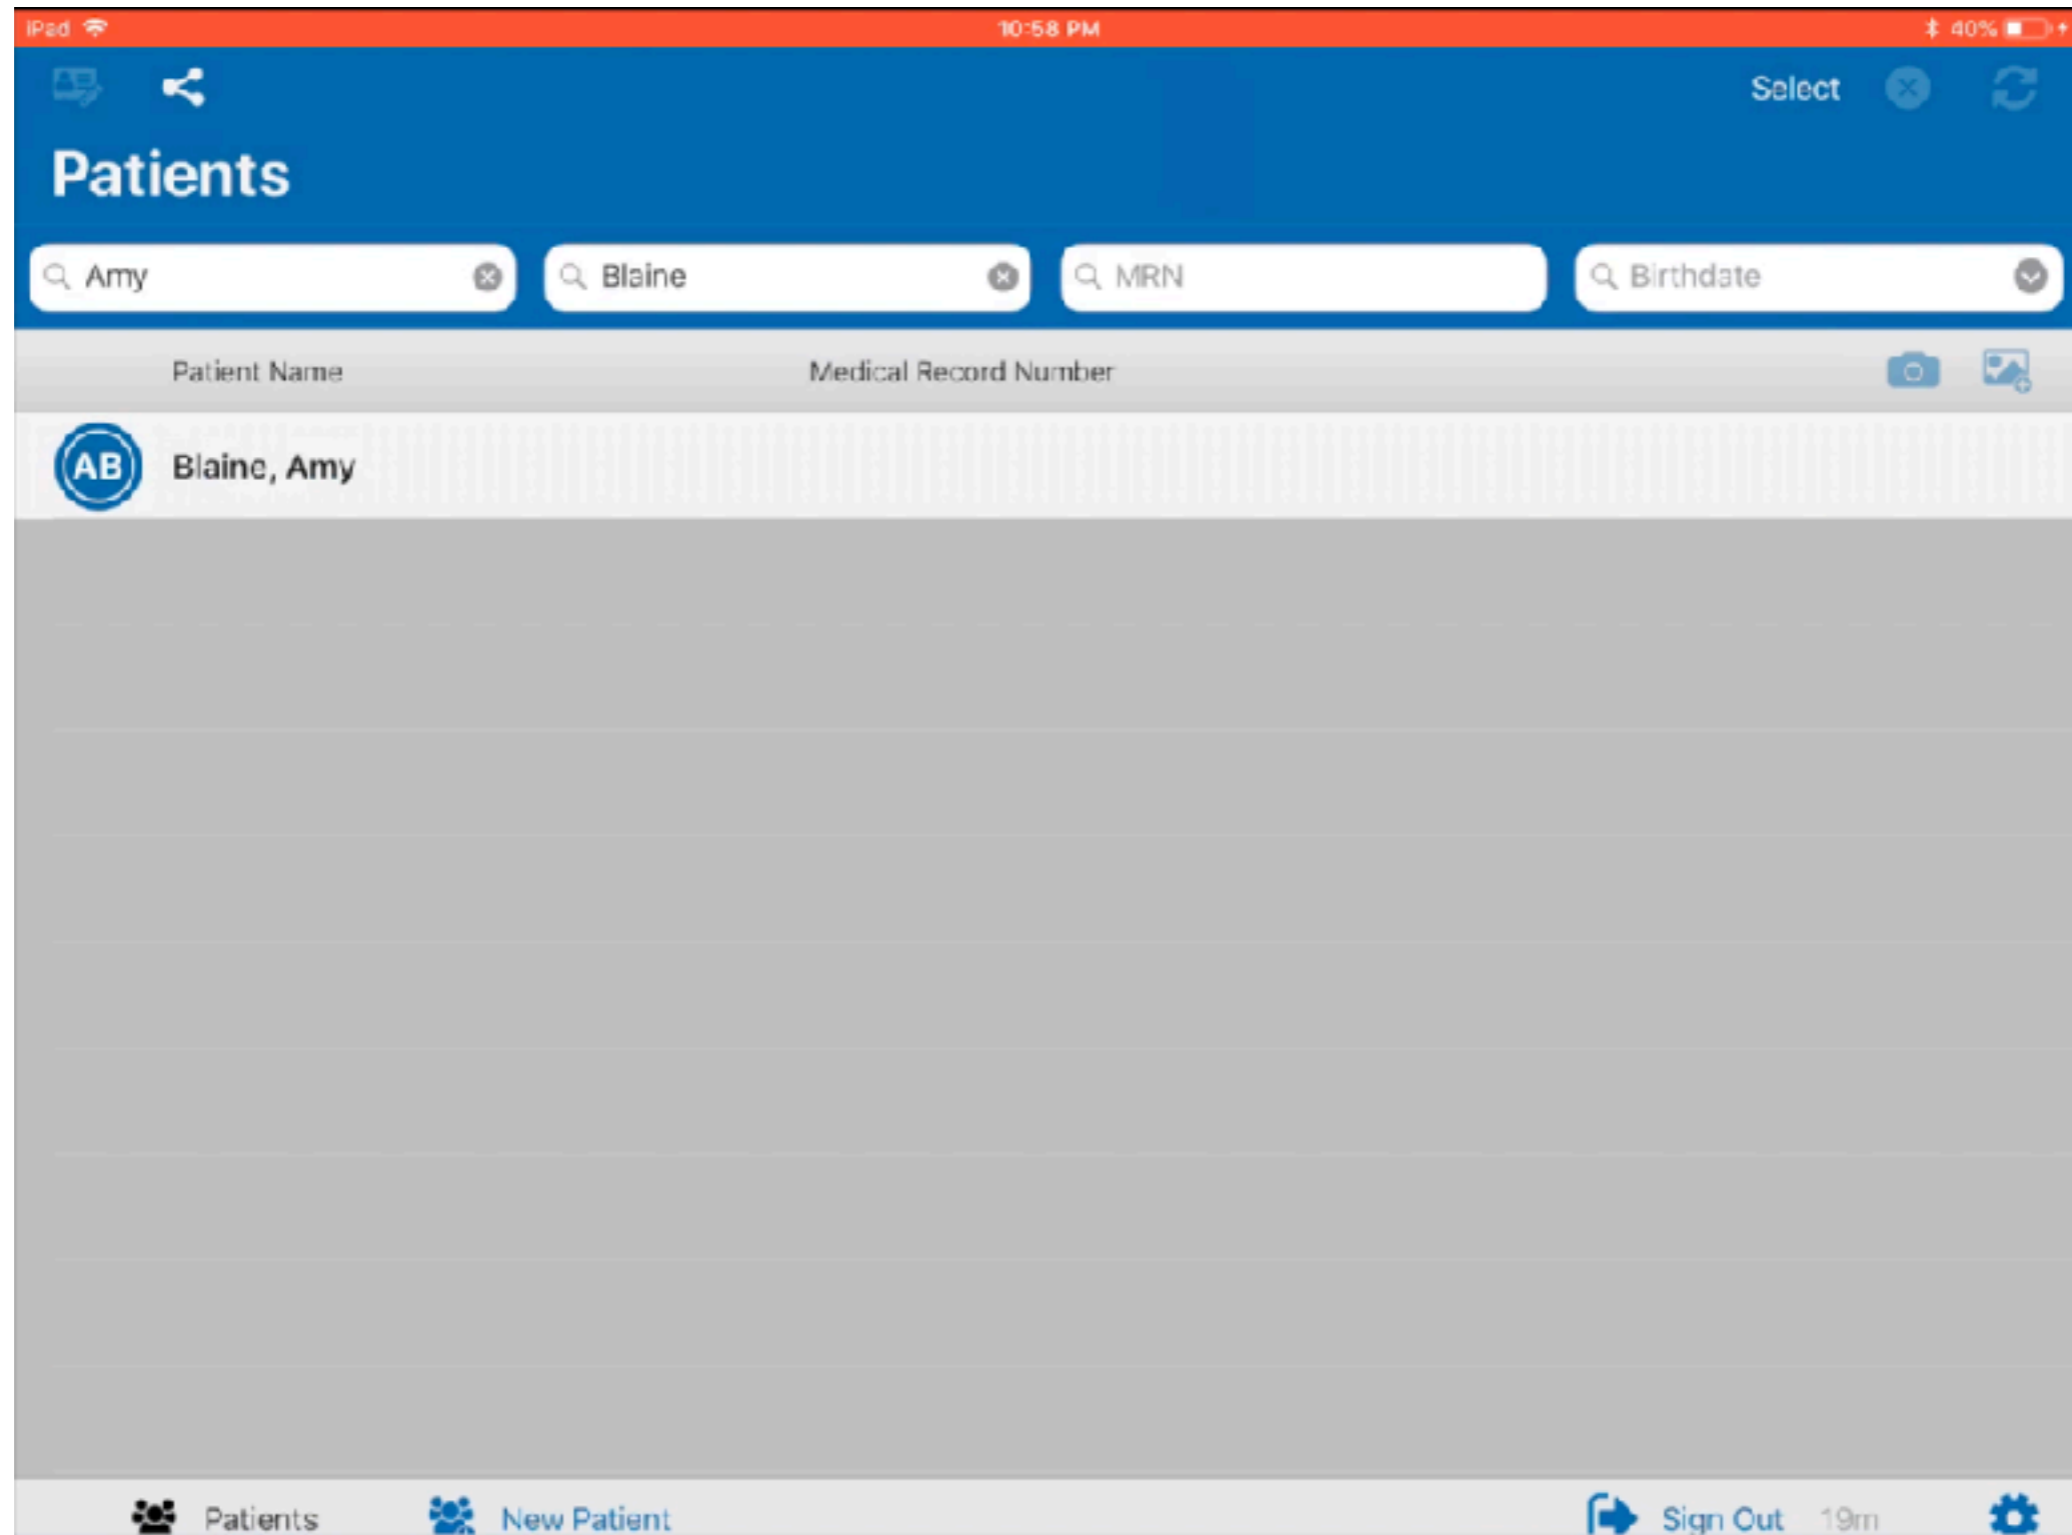 iPad 10:58 PM 40%
Select
Patients
Amy Blaine MRN Birthdate
Patient Name Medical Record Number
AB Blaine, Amy
Patients New Patient Sign Out 19m